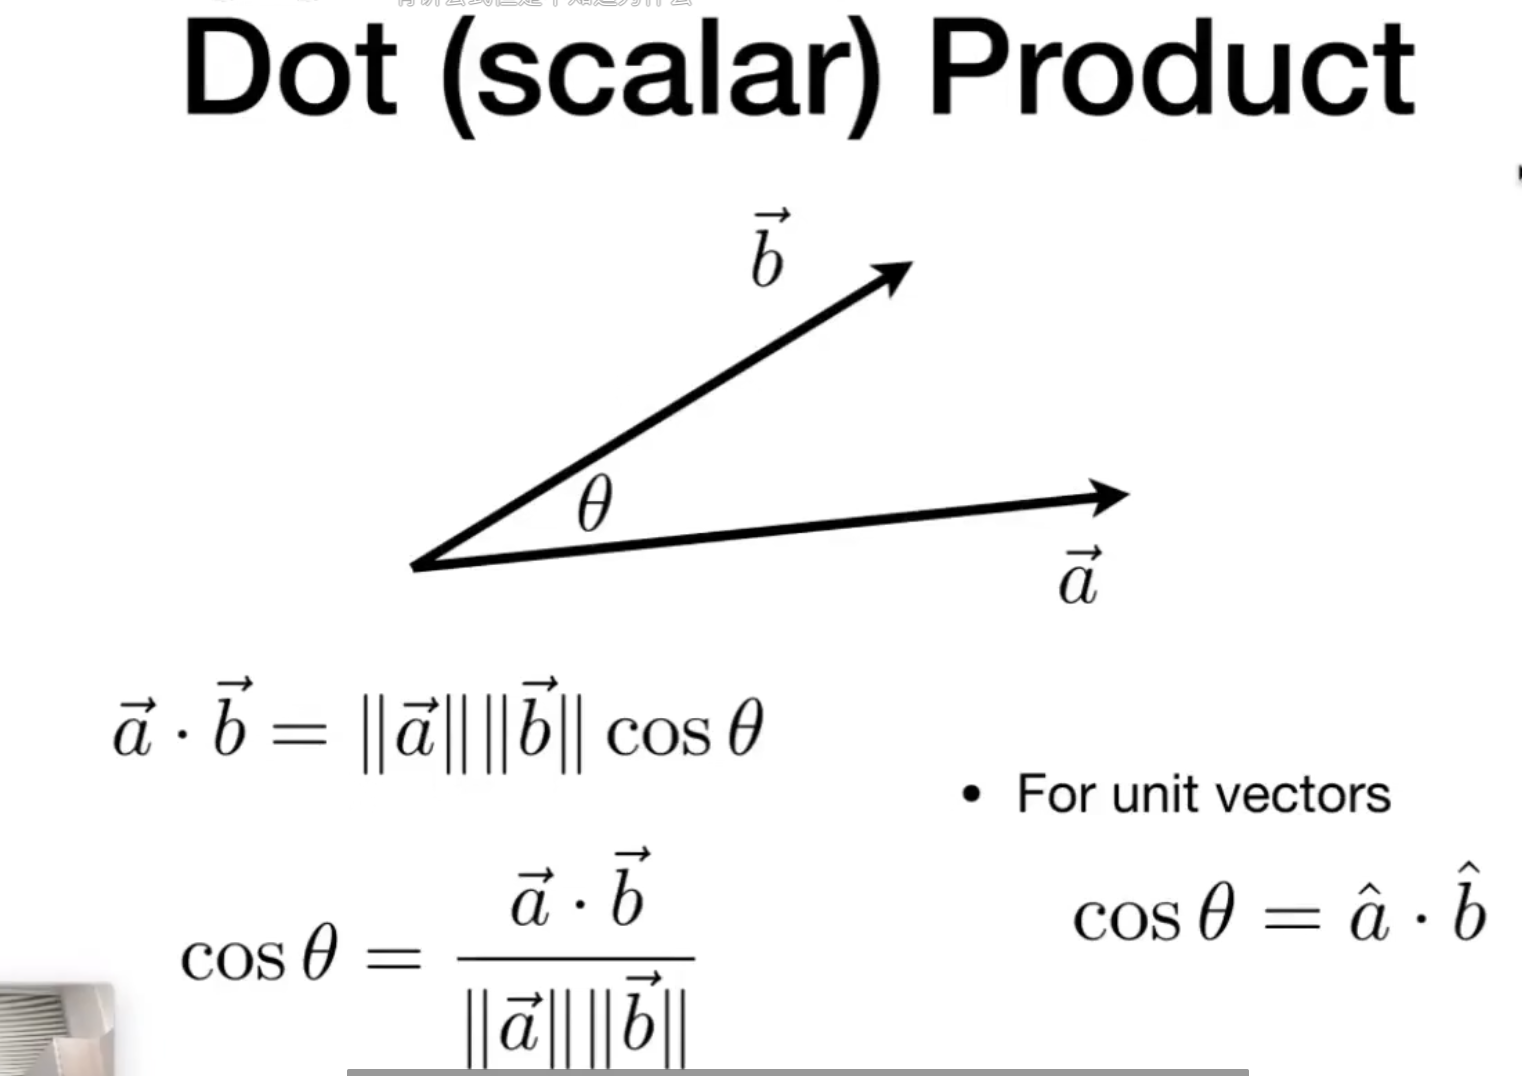 Dot (scalar) Product
$\vec{b}$
$\theta$
$\vec{a}$
$\vec{a} \cdot \vec{b} = \|\vec{a}\| \|\vec{b}\| \cos \theta$
• For unit vectors
$\cos \theta = \frac{\vec{a} \cdot \vec{b}}{\|\vec{a}\| \|\vec{b}\|}$
$\cos \theta = \hat{a} \cdot \hat{b}$